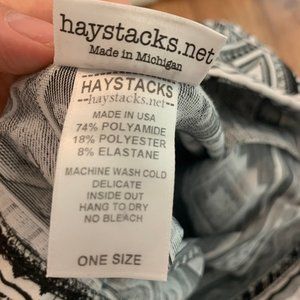 haystacks.net
Made in Michigan
HAYSTACKS
--haystacks.net--
MADE IN USA
74% POLYAMIDE
18% POLYESTER
8% ELASTANE
MACHINE WASH COLD
DELICATE
INSIDE OUT
HANG TO DRY
NO BLEACH
ONE SIZE